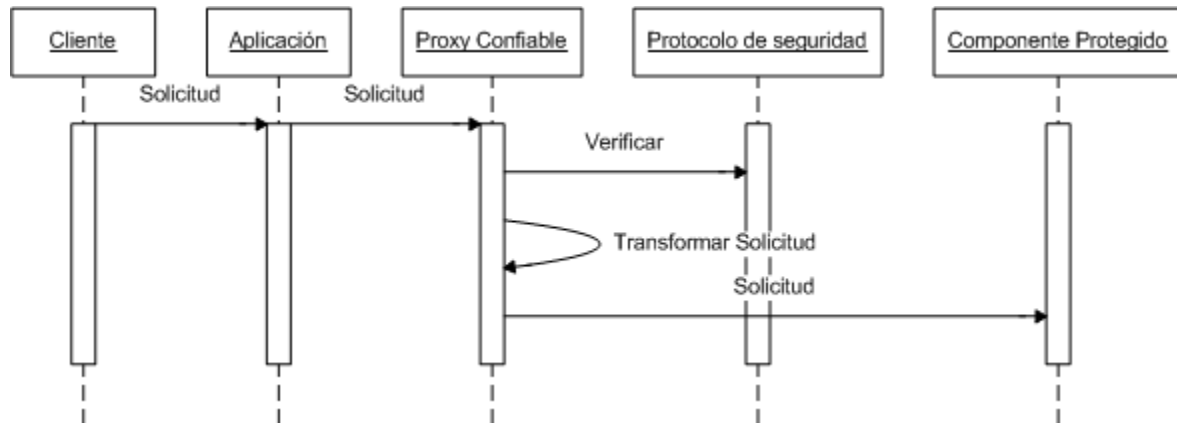 Cliente
Aplicación
Proxy Confiable
Protocolo de seguridad
Componente Protegido
Solicitud
Solicitud
Verificar
Transformar Solicitud
Solicitud